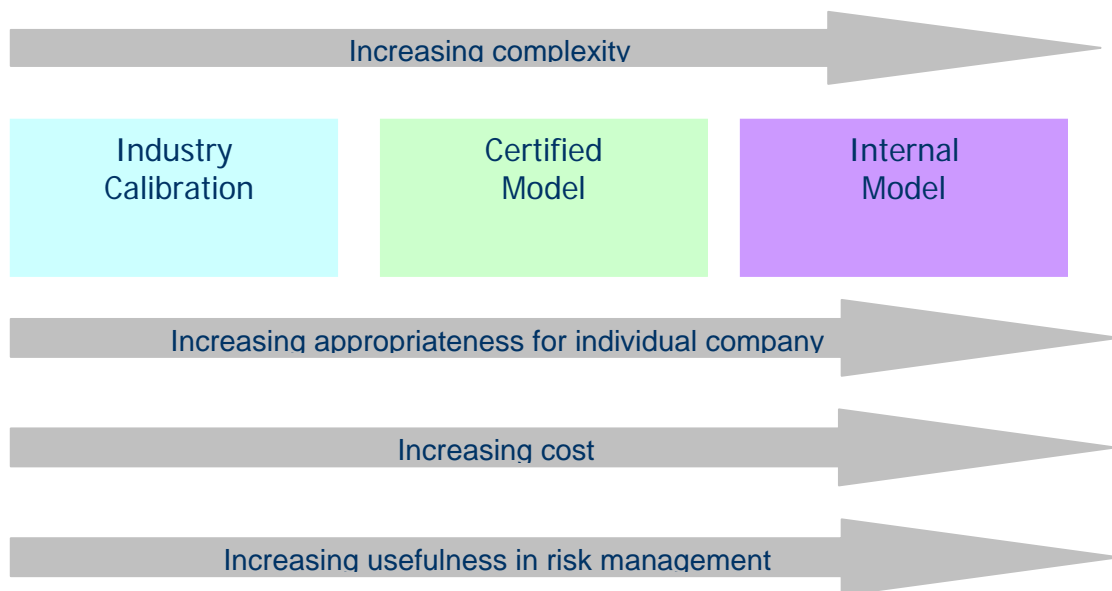 Increasing complexity
Industry
Calibration
Certified
Model
Internal
Model
Increasing appropriateness for individual company
Increasing cost
Increasing usefulness in risk management